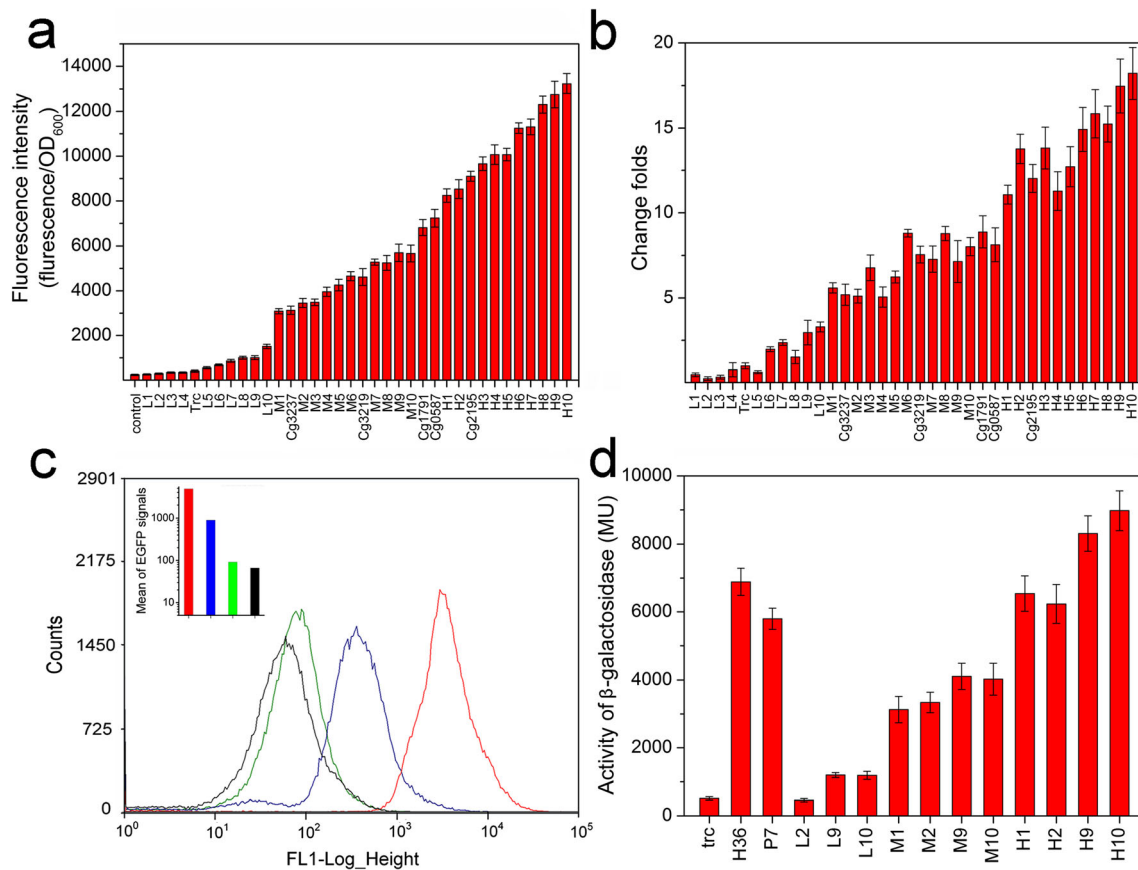 a
Fluorescence intensity
(flurescence/OD600)
14000
12000
10000
8000
6000
4000
2000
control
L1
L2
L3
L4
Trc
L5
L6
L7
L8
L9
L10
M1
Cg3237
M2
M3
M4
M5
M6
Cg3219
M7
M8
M9
M10
Cg1791
Cg0587
H1
H2
Cg2195
H3
H4
H5
H6
H7
H8
H9
H10
b
Change folds
20
15
10
5
L1
L2
L3
L4
Trc
L5
L6
L7
L8
L9
L10
M1
Cg3237
M2
M3
M4
M5
M6
Cg3219
M7
M8
M9
M10
Cg1791
Cg0587
H1
H2
Cg2195
H3
H4
H5
H6
H7
H8
H9
H10
c
Counts
2901
2175
1450
725
0
Mean of EGFP signals
1000
100
10
10^0
10^1
10^2
10^3
10^4
10^5
FL1-Log_Height
d
Activity of β-galactosidase (MU)
10000
8000
6000
4000
2000
0
trc
H36
P7
L2
L9
L10
M1
M2
M9
M10
H1
H2
H9
H10